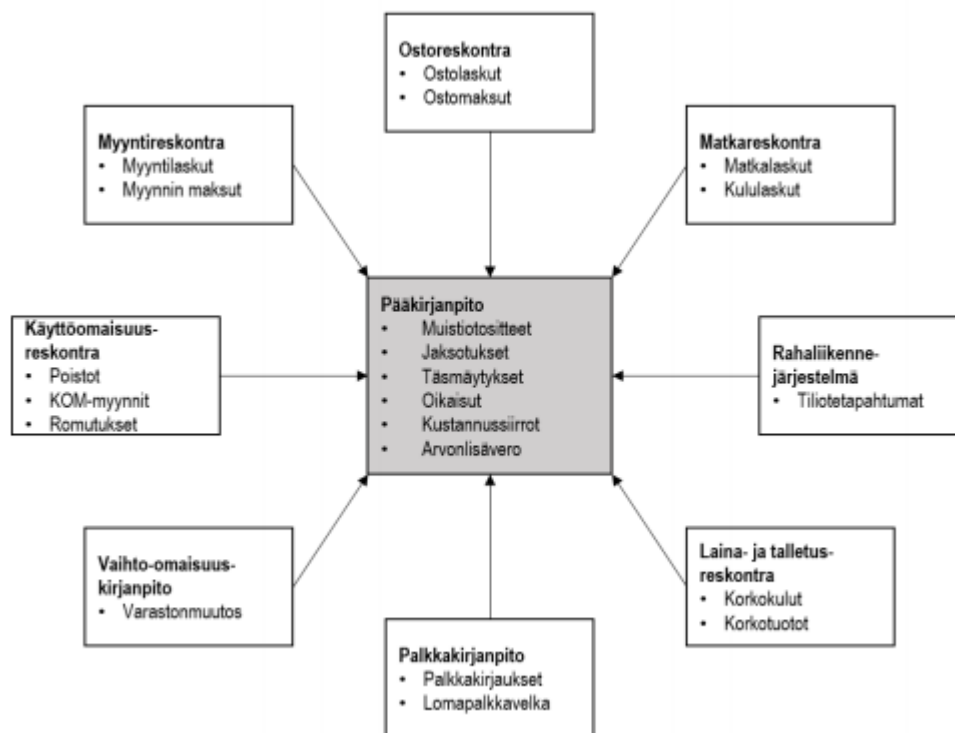 Ostoreskontra
• Ostolaskut
• Ostomaksut
Myyntireskontra
• Myyntilaskut
• Myynnin maksut
Matkareskontra
• Matkalaskut
• Kululaskut
Pääkirjanpito
• Muistiotositteet
• Jaksotukset
• Täsmäytykset
• Oikaisut
• Kustannussiirrot
• Arvonlisävero
Käyttöomaisuus-
reskontra
• Poistot
• KOM-myynnit
• Romutukset
Rahaliikenne-
järjestelmä
• Tiliotetapahtumat
Vaihto-omaisuus-
kirjanpito
• Varastonmuutos
Laina- ja talletus-
reskontra
• Korkokulut
• Korkotuotot
Palkkakirjanpito
• Palkkakirjaukset
• Lomapalkkavelka